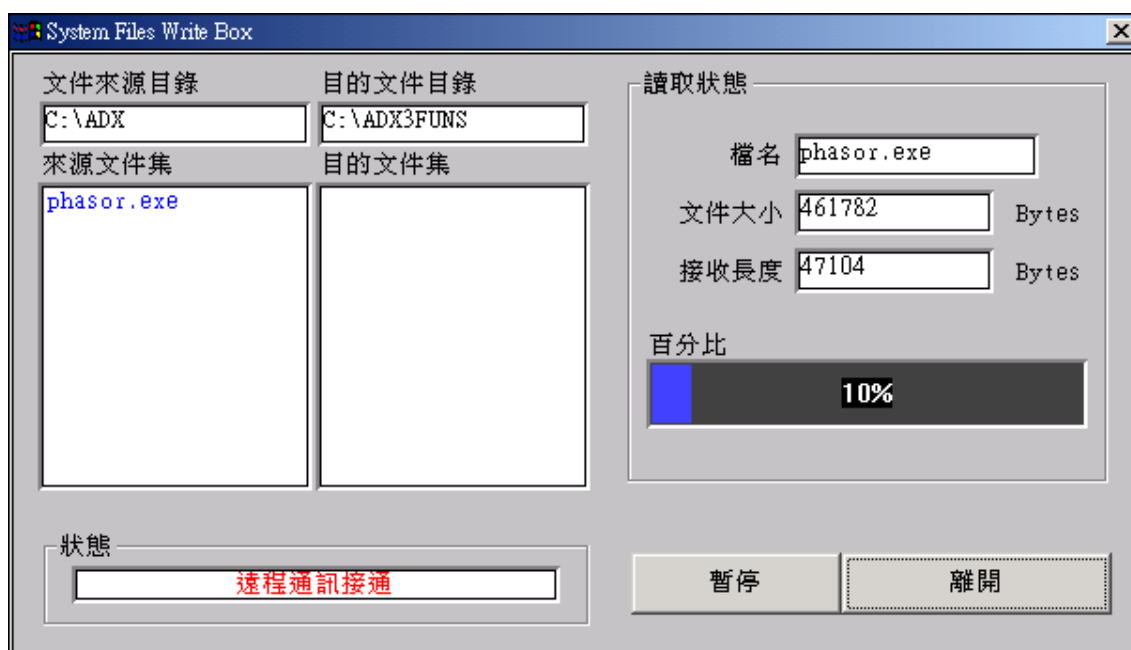 System Files Write Box
文件來源目錄
目的文件目錄
C:\ADX
C:\ADX3FUNS
來源文件集
目的文件集
phasor.exe
讀取狀態
檔名 phasor.exe
文件大小 461782 Bytes
接收長度 47104 Bytes
百分比
10%
狀態
遠程通訊接通
暫停
離開